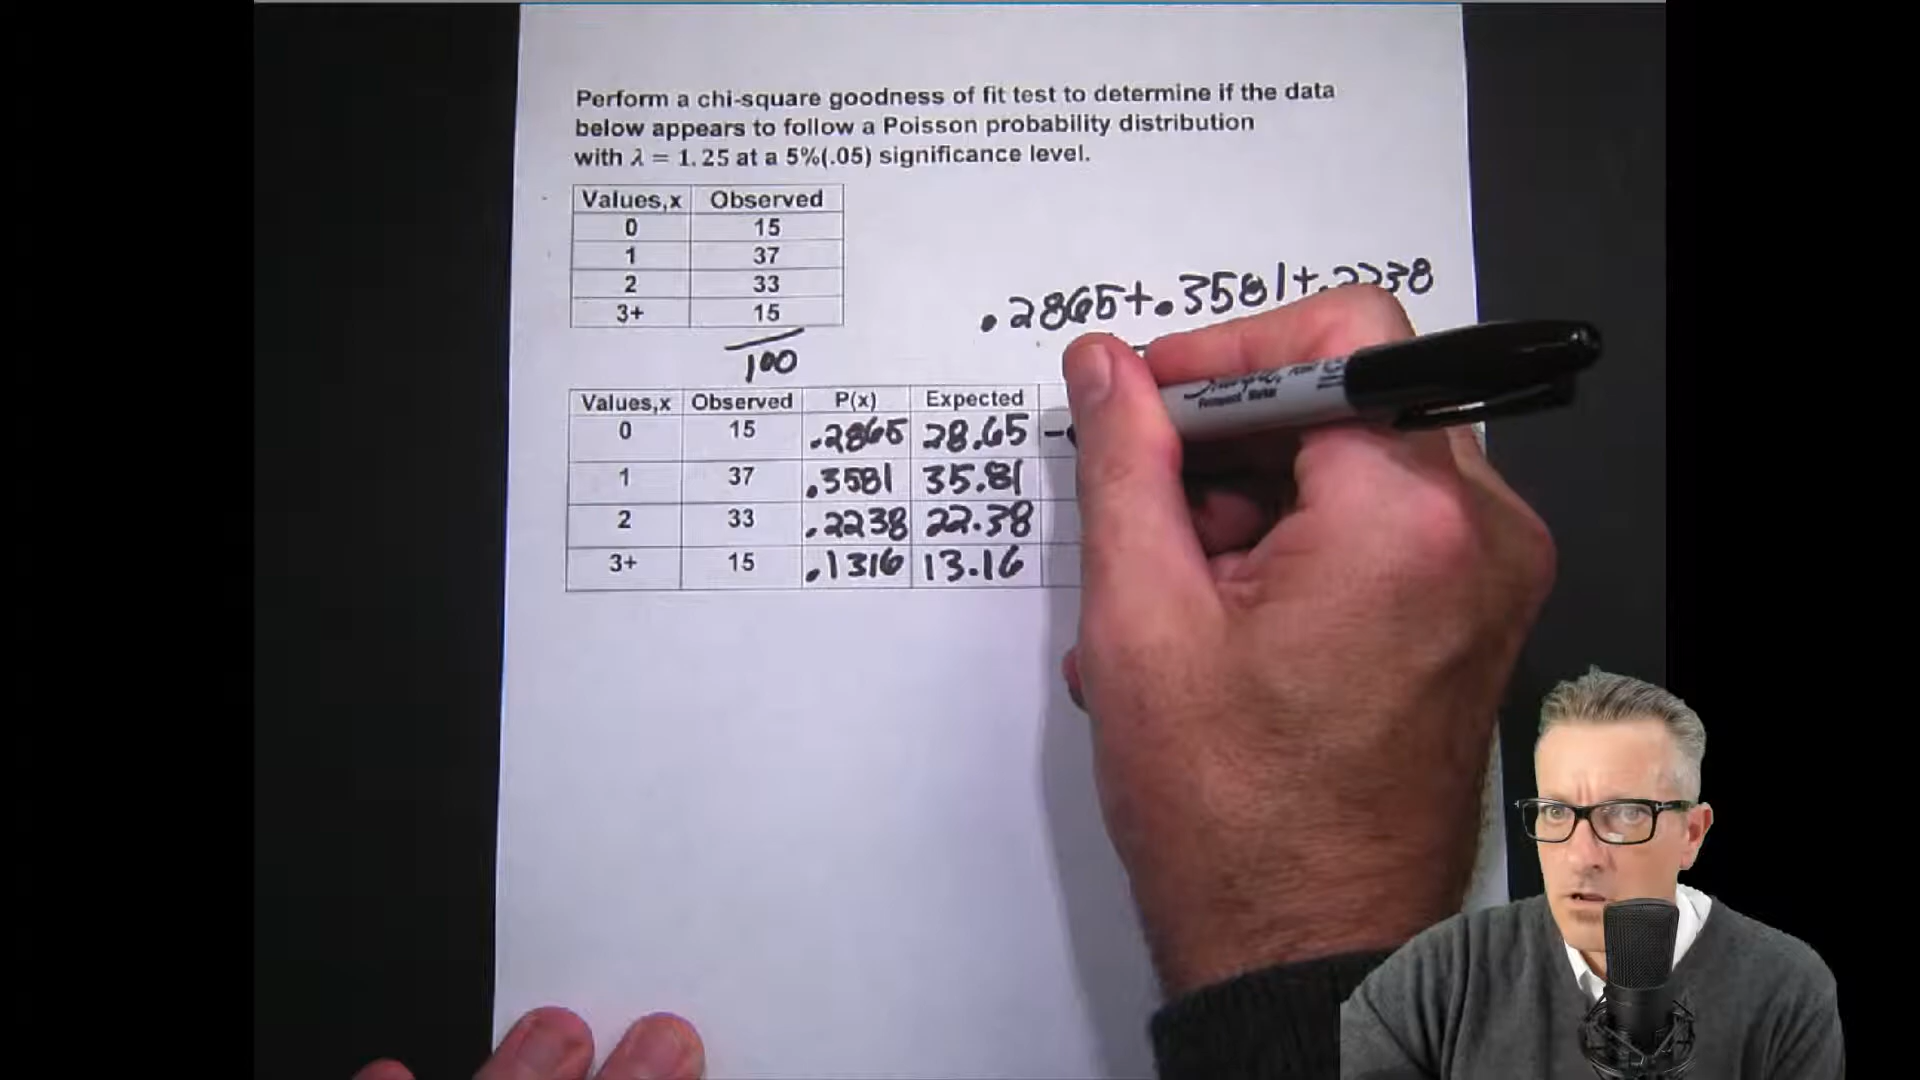 Perform a chi-square goodness of fit test to determine if the data
below appears to follow a Poisson probability distribution
with λ = 1.25 at a 5%(.05) significance level.
Values,x Observed
0 15
1 37
2 33
3+ 15
100
.2865+.3581+.2238
Values,x Observed P(x) Expected
0 15 .2865 28.65 -
1 37 .3581 35.81
2 33 .2238 22.38
3+ 15 .1316 13.16